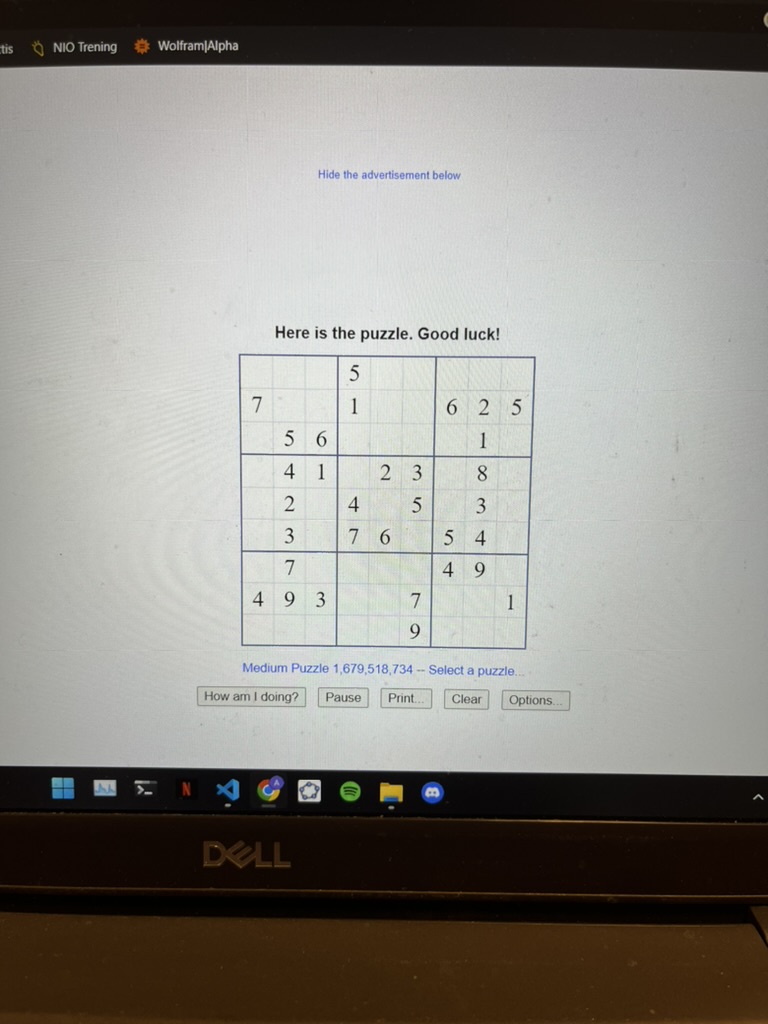 tis NIO Trening Wolfram|Alpha
Hide the advertisement below
Here is the puzzle. Good luck!
5
7 1 6 2 5
5 6 1
4 1 2 3 8
2 4 5 3
3 7 6 5 4
7 4 9
4 9 3 7 1
9
Medium Puzzle 1,679,518,734 -- Select a puzzle...
How am I doing? Pause Print... Clear Options...
N A
DELL